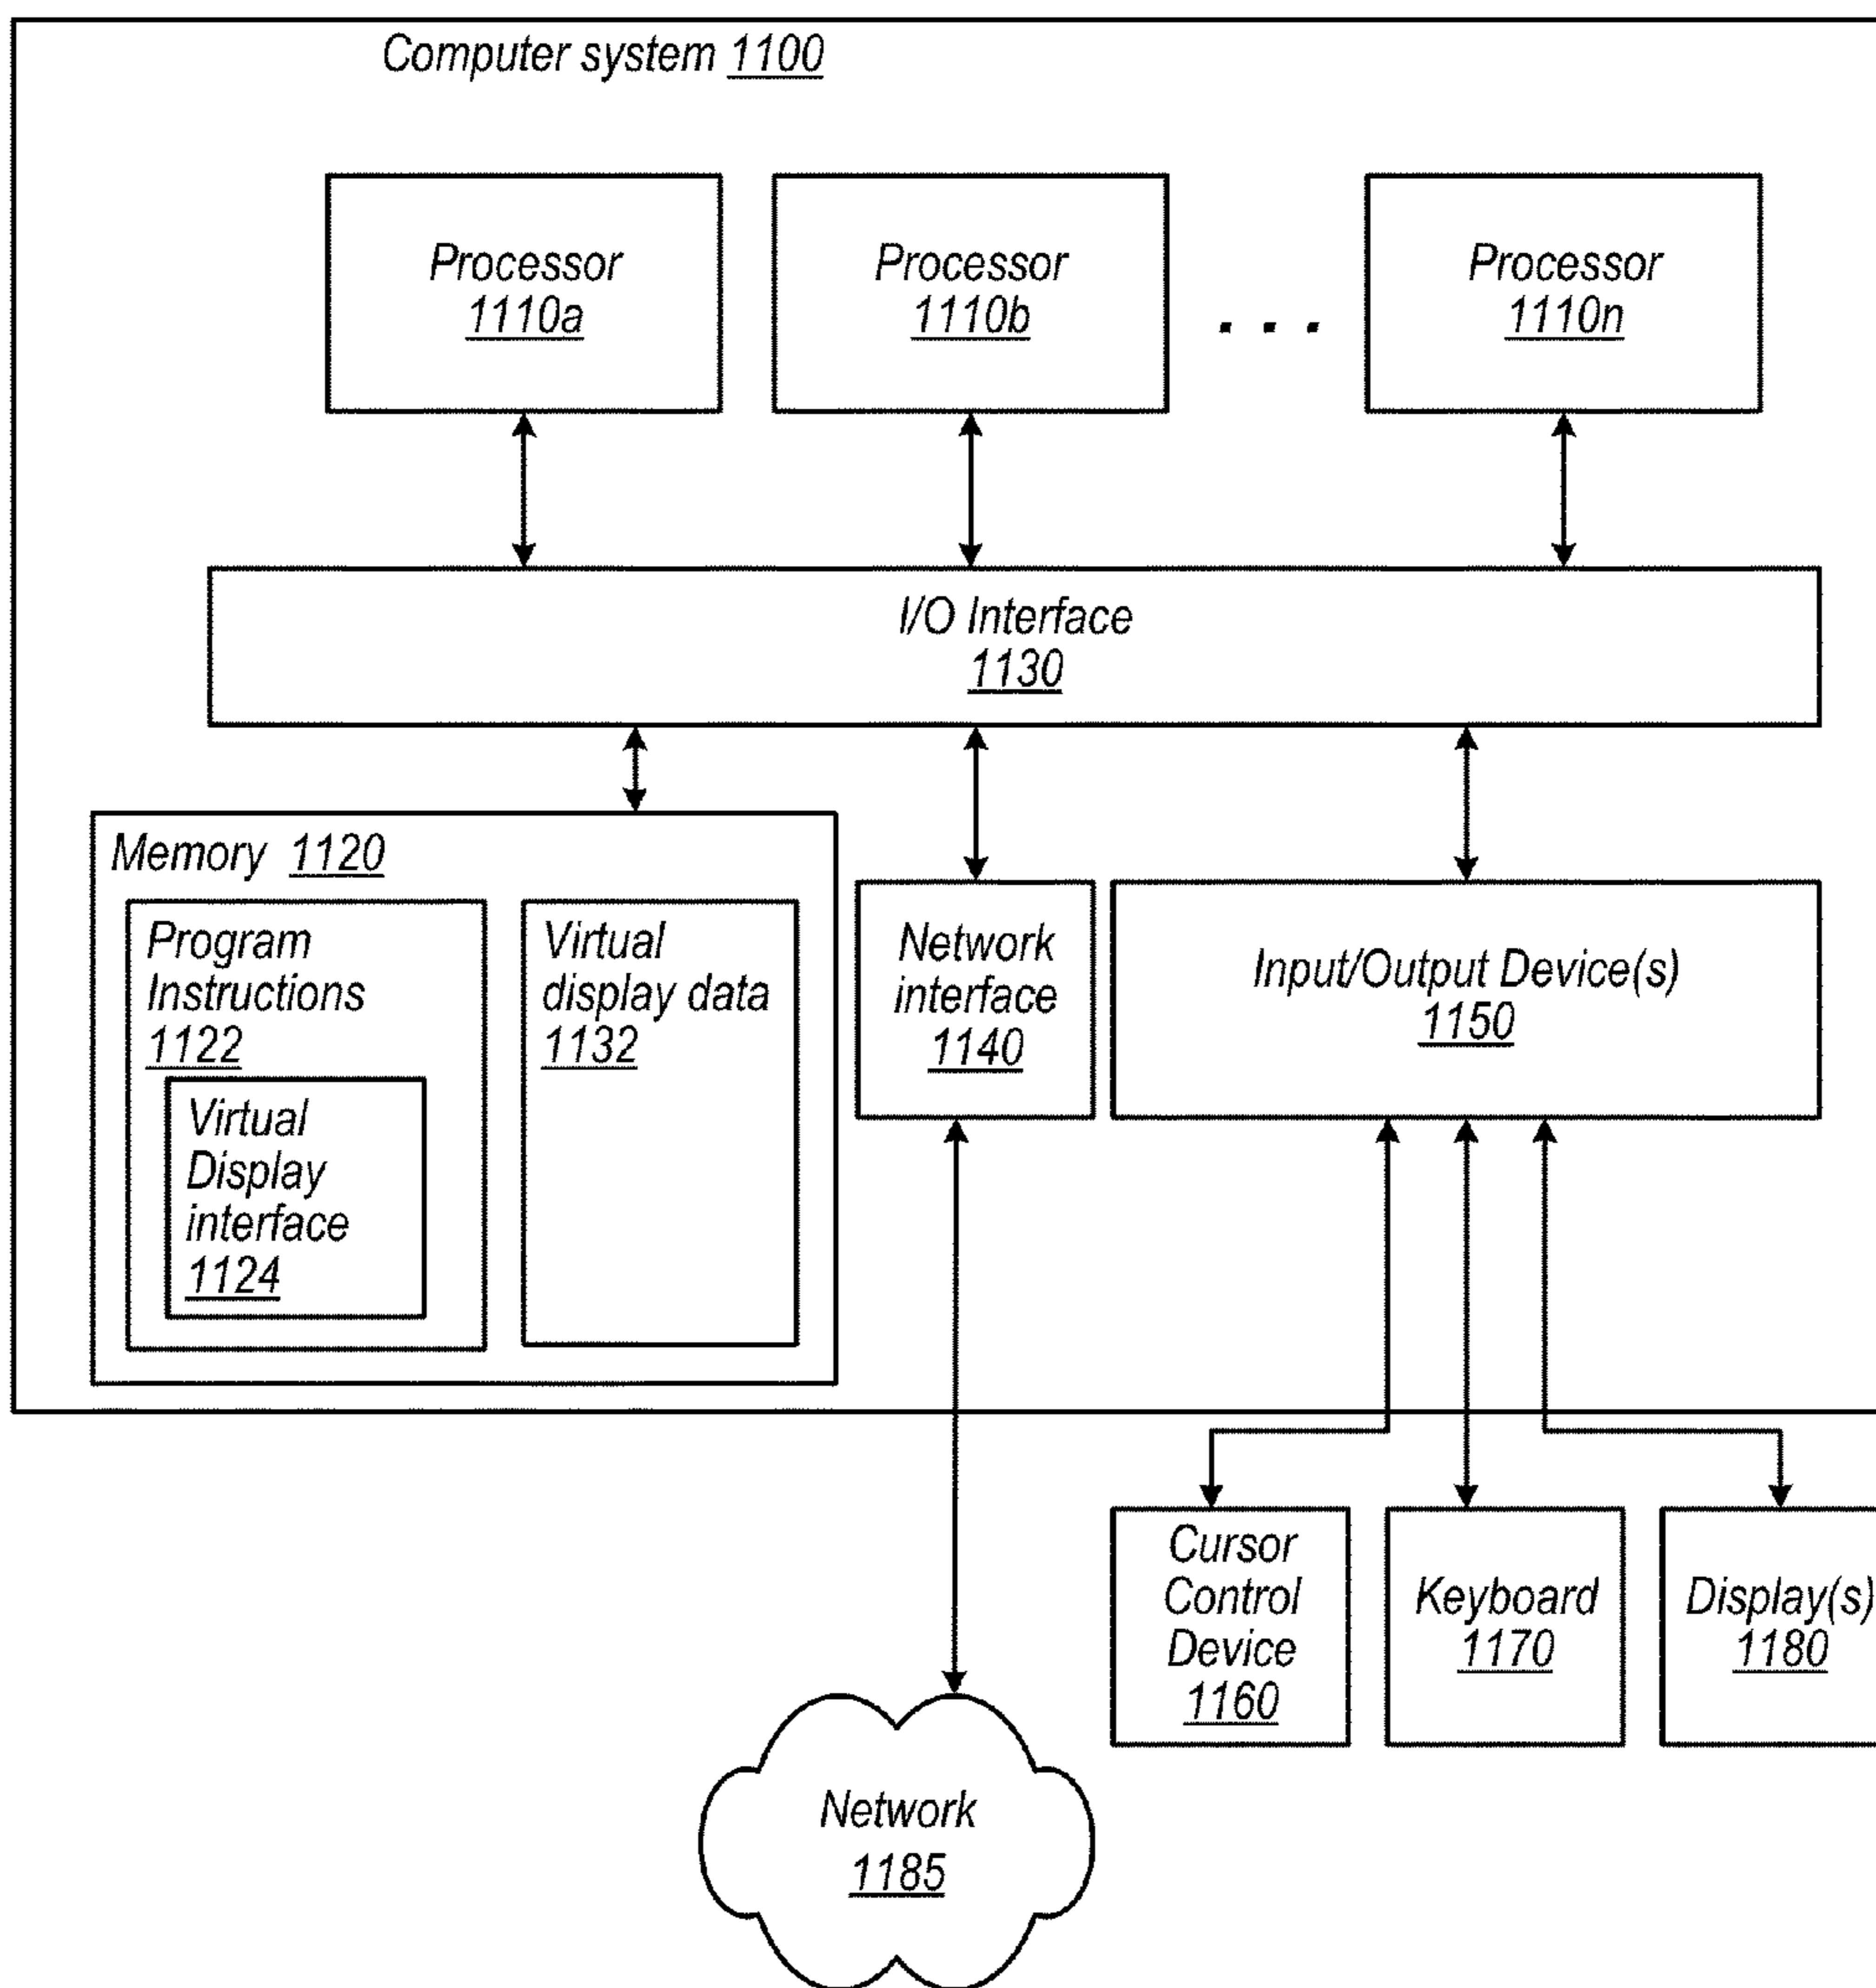 Computer system 1100
Processor
1110a
Processor
1110b
. . .
Processor
1110n
I/O Interface
1130
Memory 1120
Program
Instructions
1122
Virtual
Display
interface
1124
Virtual
display data
1132
Network
interface
1140
Input/Output Device(s)
1150
Cursor
Control
Device
1160
Keyboard
1170
Display(s)
1180
Network
1185